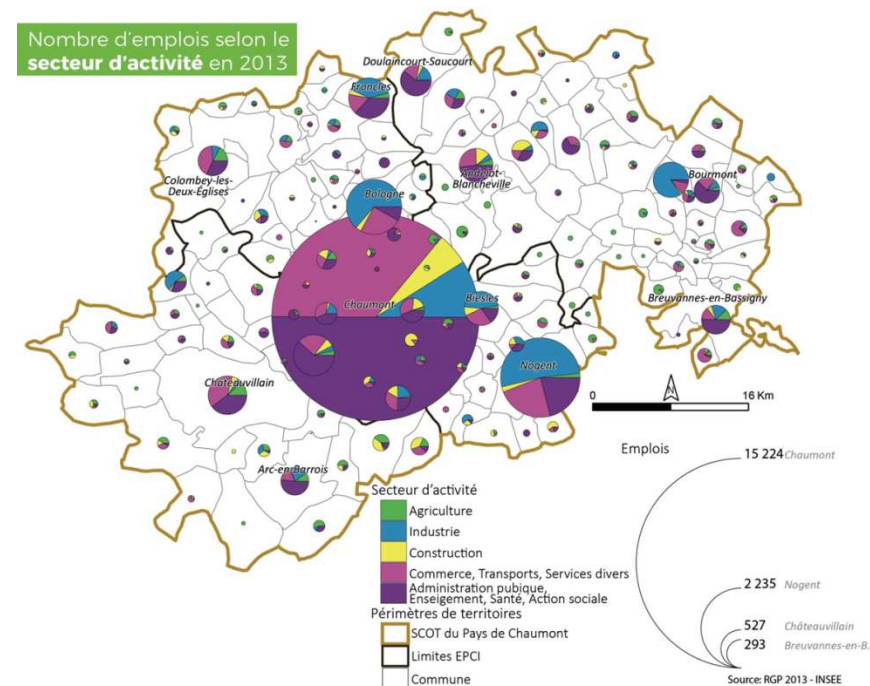 Nombre d'emplois selon le
secteur d'activité en 2013
Doulaincourt-Saucourt
Froncles
Colombey-les-
Deux-Eglises
Andelot-
Blancheville
Bourmont
Bologne
Chaumont
Biesles
Breuvannes-en-Bassigny
Nogent
Châteauvillain
Arc-en-Barrois
N
0
16 Km
Emplois
15 224 Chaumont
2 235 Nogent
527 Châteauvillain
293 Breuvannes-en-B.
Secteur d'activité
Agriculture
Industrie
Construction
Commerce, Transports, Services divers
Administration pubique,
Enseigement, Santé, Action sociale
Périmètres de territoires
SCOT du Pays de Chaumont
Limites EPCI
Commune
Source: RGP 2013 - INSEE